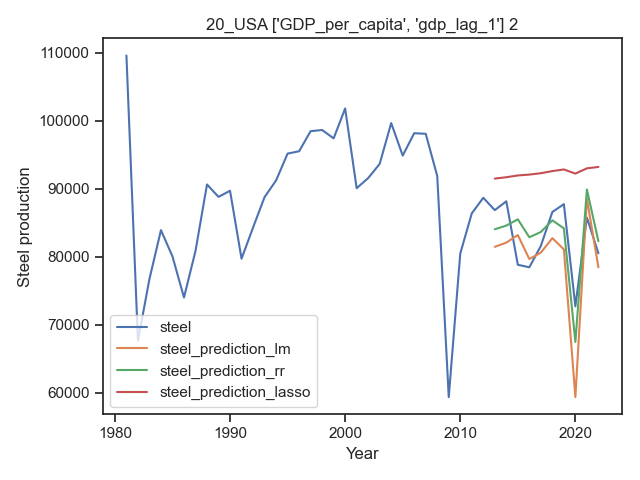 20_USA ['GDP_per_capita', 'gdp_lag_1'] 2
110000
100000
90000
80000
70000
60000
Steel production
steel
steel_prediction_lm
steel_prediction_rr
steel_prediction_lasso
1980
1990
2000
2010
2020
Year